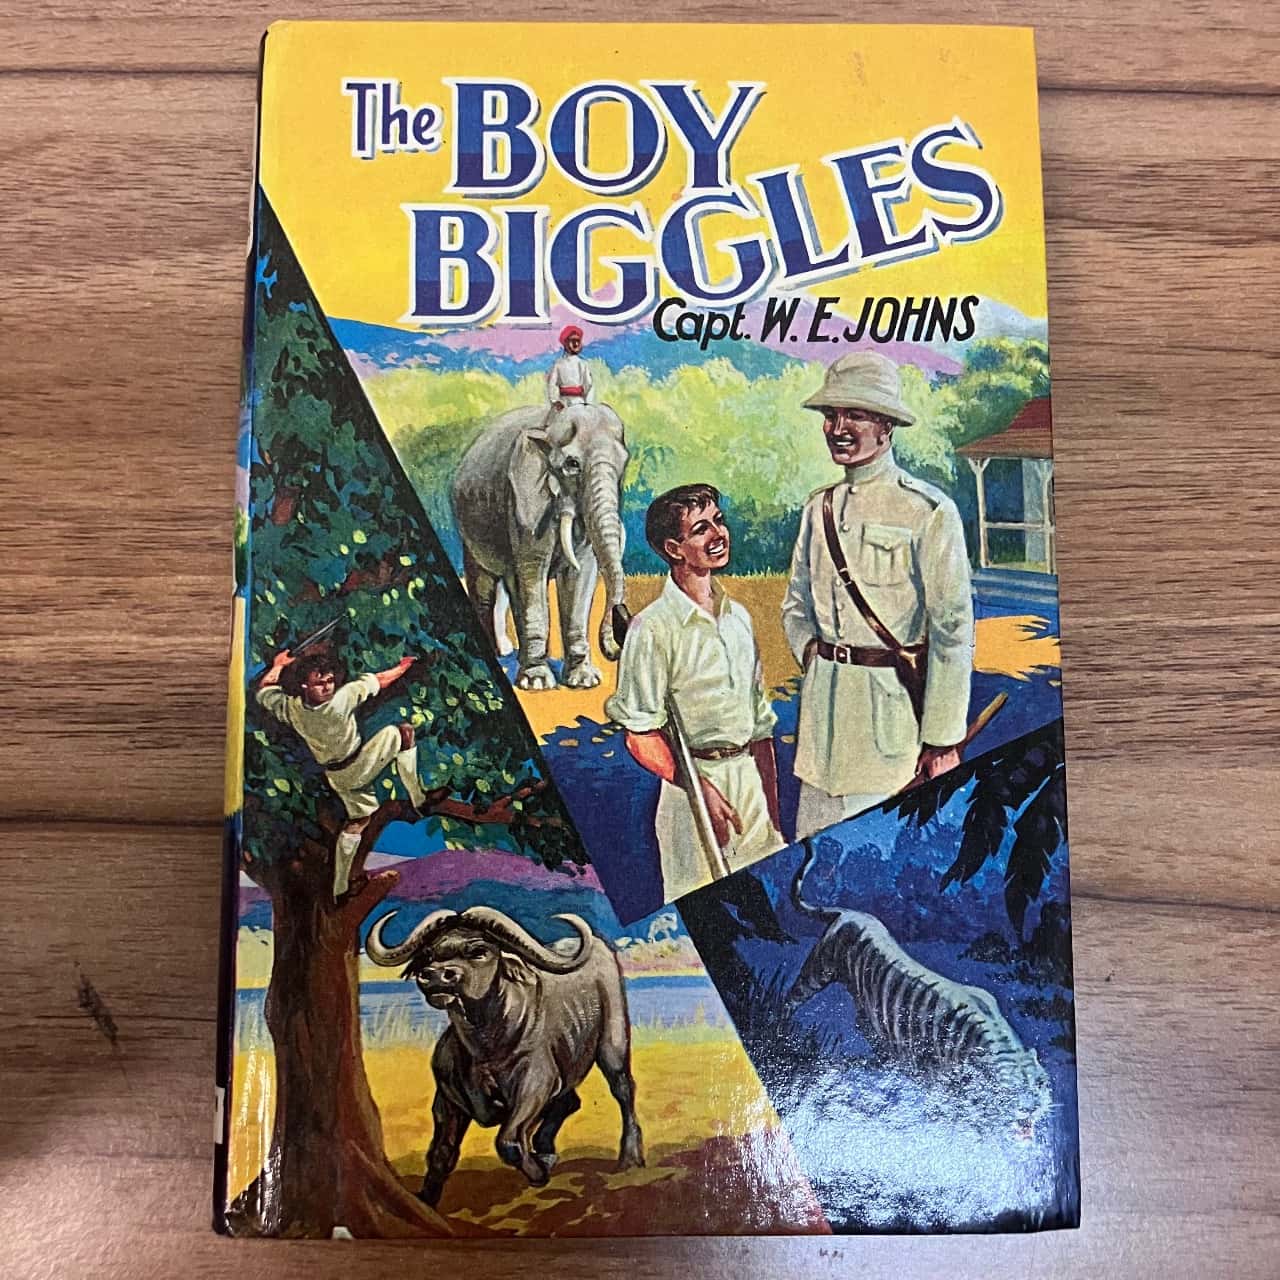 The BOY
BIGGLES
Capt. W. E. JOHNS